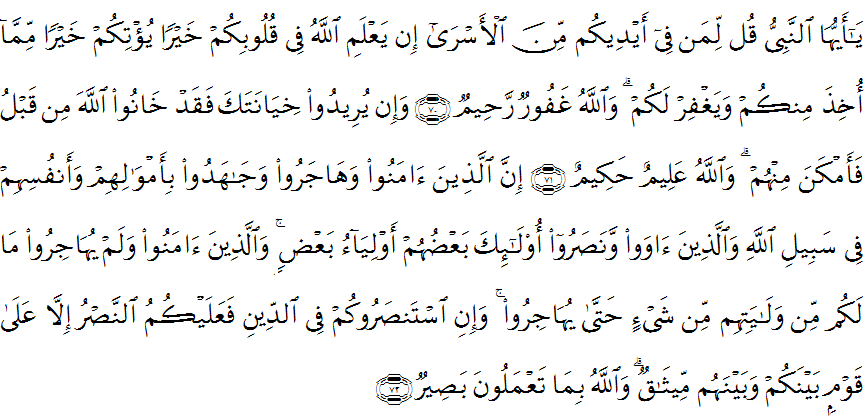 يَـٰٓأَيُّهَا ٱلنَّبِىُّ قُل لِّمَن فِىٓ أَيْدِيكُم مِّنَ ٱلْأَسْرَىٰٓ إِن يَعْلَمِ ٱللَّهُ فِى قُلُوبِكُمْ خَيْرًا يُؤْتِكُمْ خَيْرًا مِّمَّآ
أُخِذَ مِنكُمْ وَيَغْفِرْ لَكُمْ ۗ وَٱللَّهُ غَفُورٌ رَّحِيمٌ ﴿٧٠﴾ وَإِن يُرِيدُوا۟ خِيَانَتَكَ فَقَدْ خَانُوا۟ ٱللَّهَ مِن قَبْلُ
فَأَمْكَنَ مِنْهُمْ ۗ وَٱللَّهُ عَلِيمٌ حَكِيمٌ ﴿٧١﴾ إِنَّ ٱلَّذِينَ ءَامَنُوا۟ وَهَاجَرُوا۟ وَجَـٰهَدُوا۟ بِأَمْوَٰلِهِمْ وَأَنفُسِهِمْ
فِى سَبِيلِ ٱللَّهِ وَٱلَّذِينَ ءَاوَوا۟ وَّنَصَرُوٓا۟ أُو۟لَـٰٓئِكَ بَعْضُهُمْ أَوْلِيَآءُ بَعْضٍ ۚ وَٱلَّذِينَ ءَامَنُوا۟ وَلَمْ يُهَاجِرُوا۟ مَا
لَكُم مِّن وَلَـٰيَتِهِم مِّن شَىْءٍ حَتَّىٰ يُهَاجِرُوا۟ ۚ وَإِنِ ٱسْتَنصَرُوكُمْ فِى ٱلدِّينِ فَعَلَيْكُمُ ٱلنَّصْرُ إِلَّا عَلَىٰ
قَوْمٍۭ بَيْنَكُمْ وَبَيْنَهُم مِّيثَـٰقٌ ۗ وَٱللَّهُ بِمَا تَعْمَلُونَ بَصِيرٌ ﴿٧٢﴾